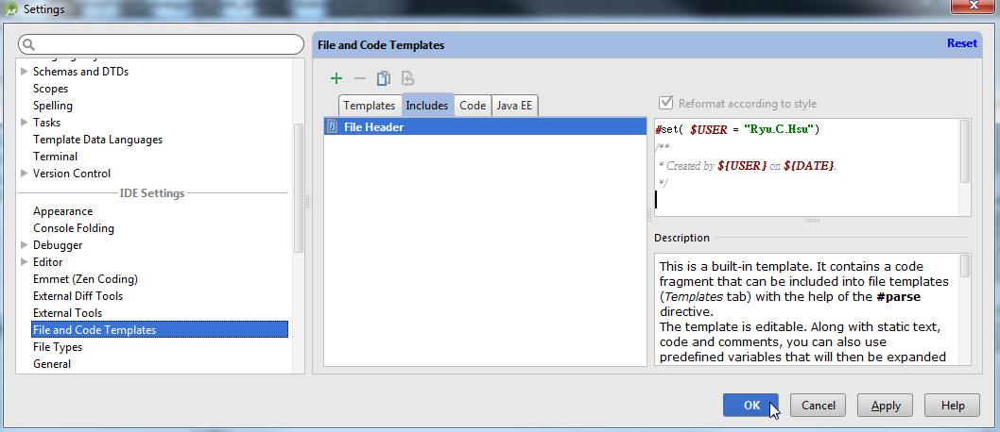 Settings
File and Code Templates
Reset
Schemas and DTDs
Scopes
Spelling
Tasks
Template Data Languages
Terminal
Version Control
IDE Settings
Appearance
Console Folding
Debugger
Editor
Emmet (Zen Coding)
External Diff Tools
External Tools
File and Code Templates
File Types
General
Templates Includes Code Java EE
File Header
Reformat according to style
#set( $USER = "Ryu.C.Hsu")
/**
* Created by ${USER} on ${DATE}.
*/
Description
This is a built-in template. It contains a code
fragment that can be included into file templates
(Templates tab) with the help of the #parse
directive.
The template is editable. Along with static text,
code and comments, you can also use
predefined variables that will then be expanded
OK Cancel Apply Help